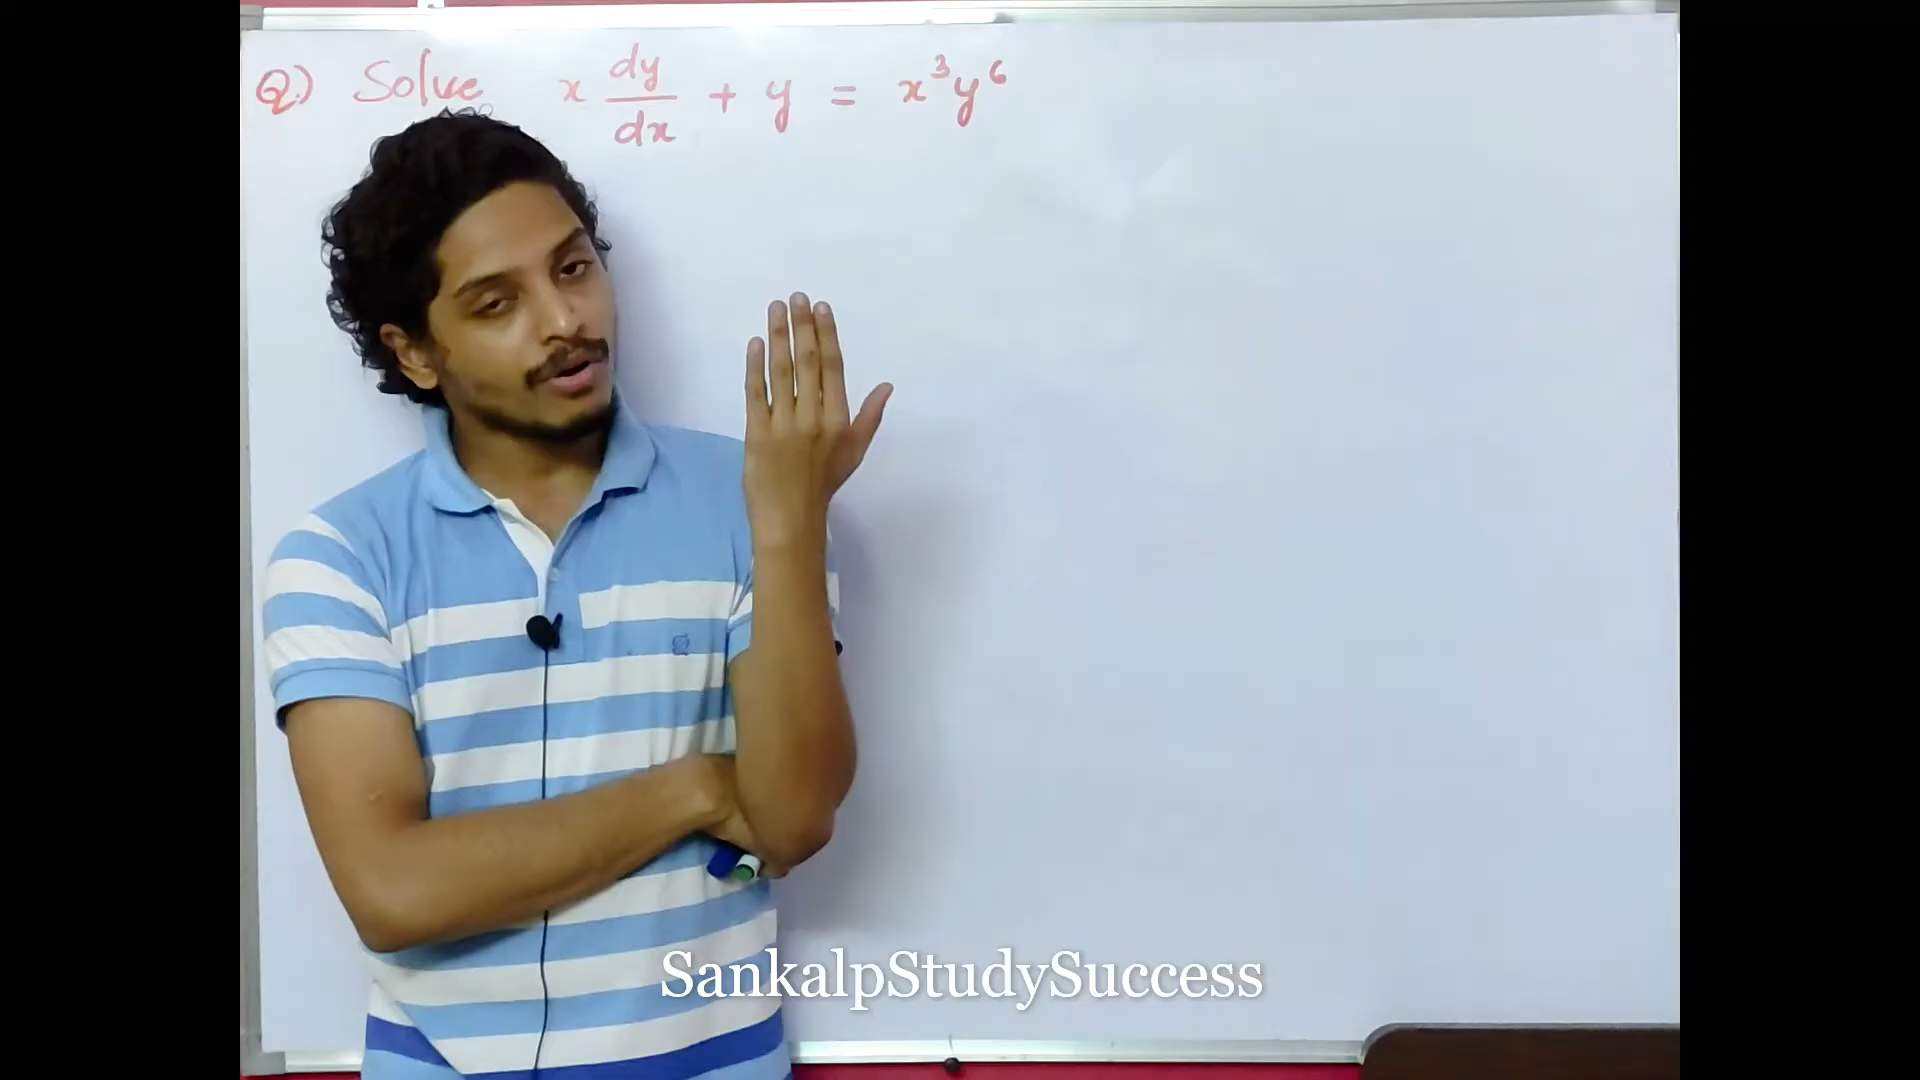 Q.) Solve x dy/dx + y = x³y⁶
SankalpStudySuccess